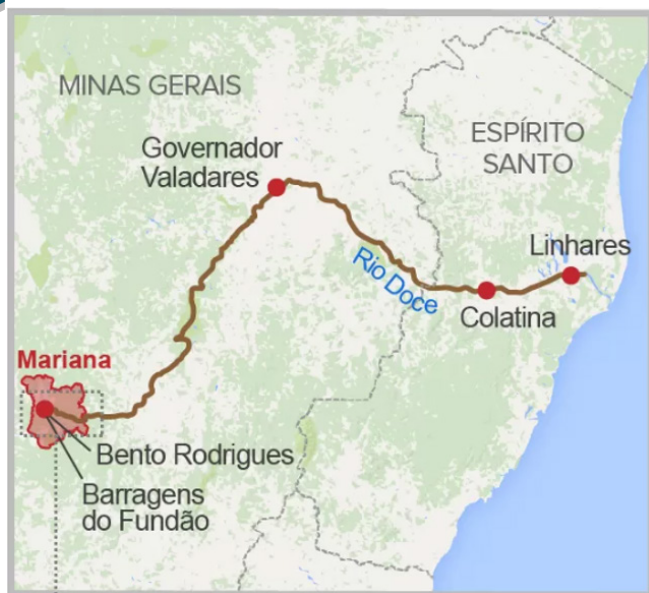 MINAS GERAIS
Governador
Valadares
ESPÍRITO
SANTO
Linhares
Rio Doce
Colatina
Mariana
Bento Rodrigues
Barragens
do Fundão